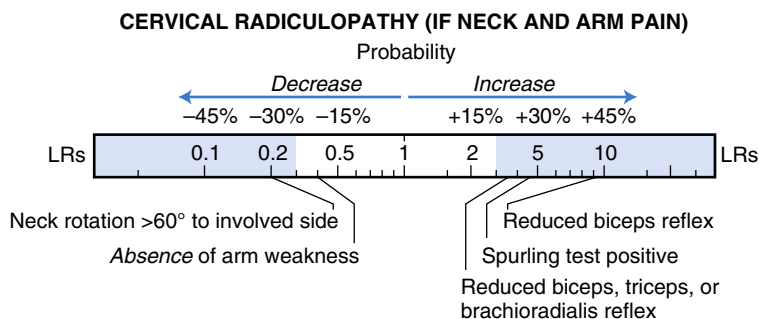 CERVICAL RADICULOPATHY (IF NECK AND ARM PAIN)
Probability
Decrease Increase
–45% –30% –15% +15% +30% +45%
LRs 0.1 0.2 0.5 1 2 5 10 LRs
Neck rotation >60° to involved side Reduced biceps reflex
Absence of arm weakness Spurling test positive
Reduced biceps, triceps, or
brachioradialis reflex